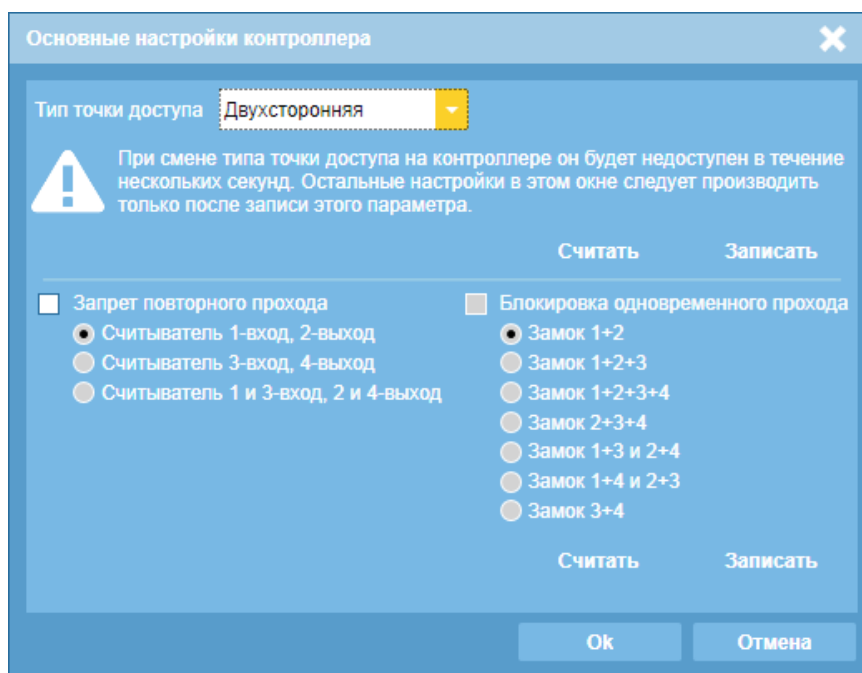 Основные настройки контроллера
Тип точки доступа Двухсторонняя
При смене типа точки доступа на контроллере он будет недоступен в течение
нескольких секунд. Остальные настройки в этом окне следует производить
только после записи этого параметра.
Считать Записать
Запрет повторного прохода
Считыватель 1-вход, 2-выход
Считыватель 3-вход, 4-выход
Считыватель 1 и 3-вход, 2 и 4-выход
Блокировка одновременного прохода
Замок 1+2
Замок 1+2+3
Замок 1+2+3+4
Замок 2+3+4
Замок 1+3 и 2+4
Замок 1+4 и 2+3
Замок 3+4
Считать Записать
Ok Отмена